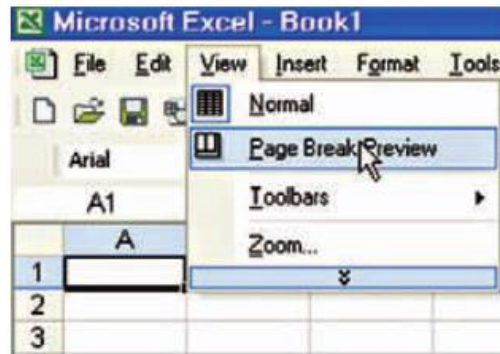 Microsoft Excel - Book1
File Edit View Insert Format Tools
Normal
Page Break Preview
Arial
Toolbars
A1
Zoom...
A
1
2
3